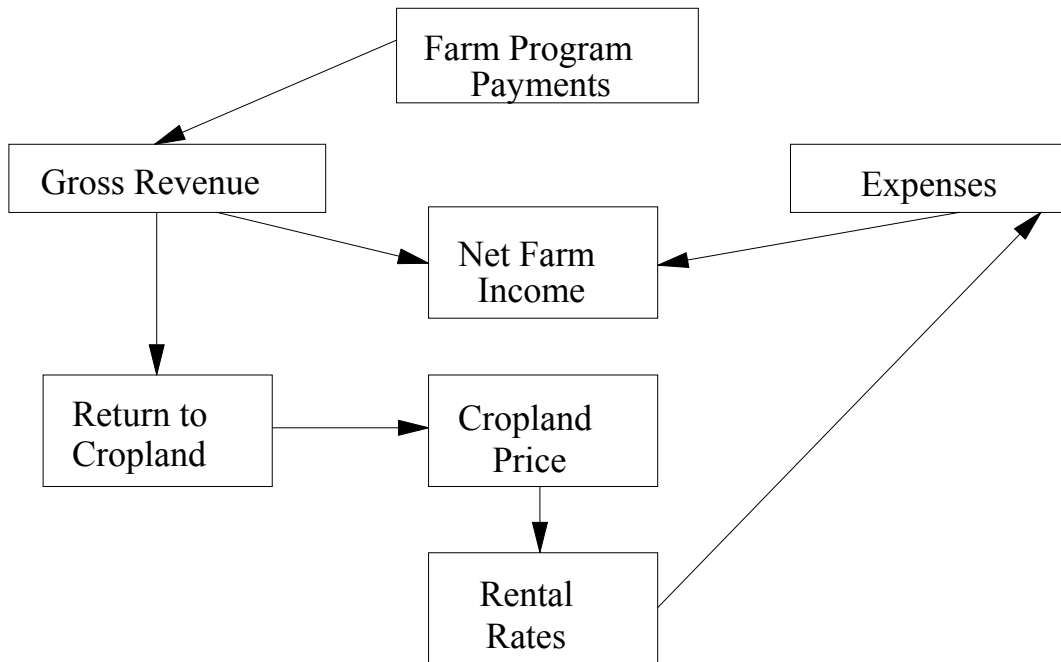 Farm Program
Payments
Gross Revenue
Expenses
Net Farm
Income
Return to
Cropland
Cropland
Price
Rental
Rates